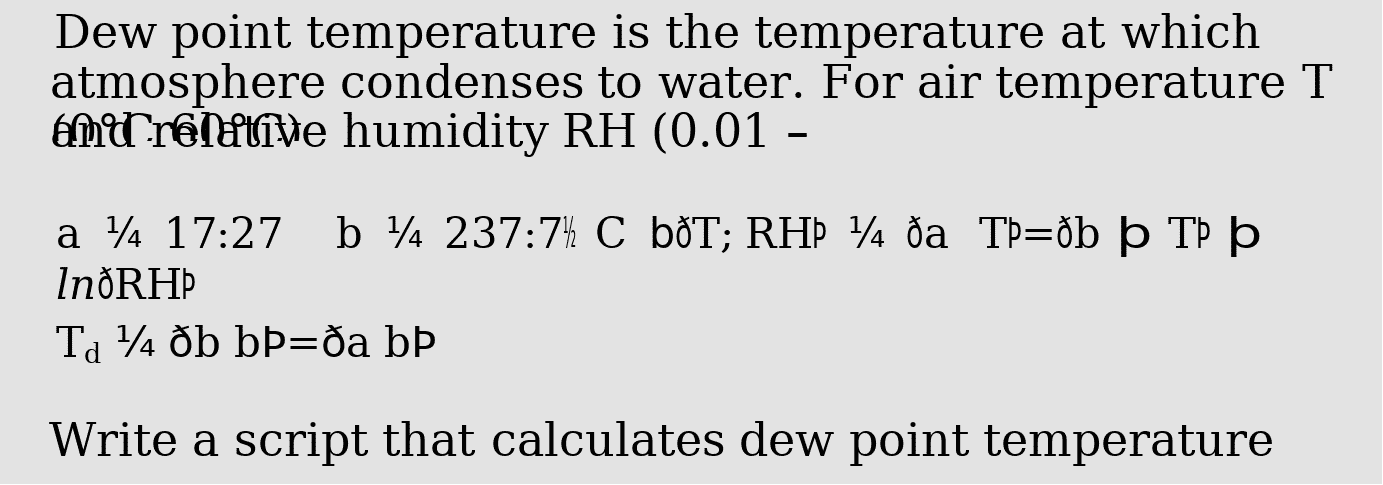 Dew point temperature is the temperature at which
atmosphere condenses to water. For air temperature T
(0°C 60°C)
and relative humidity RH (0.01 –
a ¼ 17:27 b ¼ 237:7½ C bðT; RHÞ ¼ ða TÞ=ðb þ TÞ þ
lnðRHÞ
Td ¼ ðb bÞ=ða bÞ
Write a script that calculates dew point temperature